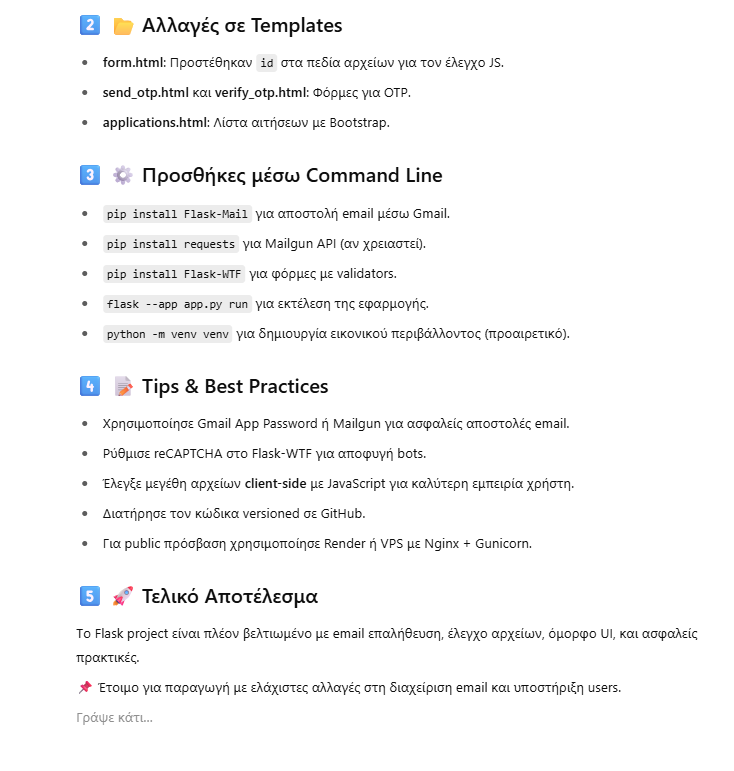 2️⃣ 📂 Αλλαγές σε Templates
• form.html: Προστέθηκαν id στα πεδία αρχείων για τον έλεγχο JS.
• send_otp.html και verify_otp.html: Φόρμες για OTP.
• applications.html: Λίστα αιτήσεων με Bootstrap.
3️⃣ ⚙️ Προσθήκες μέσω Command Line
• pip install Flask-Mail για αποστολή email μέσω Gmail.
• pip install requests για Mailgun API (αν χρειαστεί).
• pip install Flask-WTF για φόρμες με validators.
• flask --app app.py run για εκτέλεση της εφαρμογής.
• python -m venv venv για δημιουργία εικονικού περιβάλλοντος (προαιρετικό).
4️⃣ 📝 Tips & Best Practices
• Χρησιμοποίησε Gmail App Password ή Mailgun για ασφαλείς αποστολές email.
• Ρύθμισε reCAPTCHA στο Flask-WTF για αποφυγή bots.
• Έλεγξε μεγέθη αρχείων client-side με JavaScript για καλύτερη εμπειρία χρήστη.
• Διατήρησε τον κώδικα versioned σε GitHub.
• Για public πρόσβαση χρησιμοποίησε Render ή VPS με Nginx + Gunicorn.
5️⃣ 🚀 Τελικό Αποτέλεσμα
Το Flask project είναι πλέον βελτιωμένο με email επαλήθευση, έλεγχο αρχείων, όμορφο UI, και ασφαλείς
πρακτικές.
📌 Έτοιμο για παραγωγή με ελάχιστες αλλαγές στη διαχείριση email και υποστήριξη users.
Γράψε κάτι...